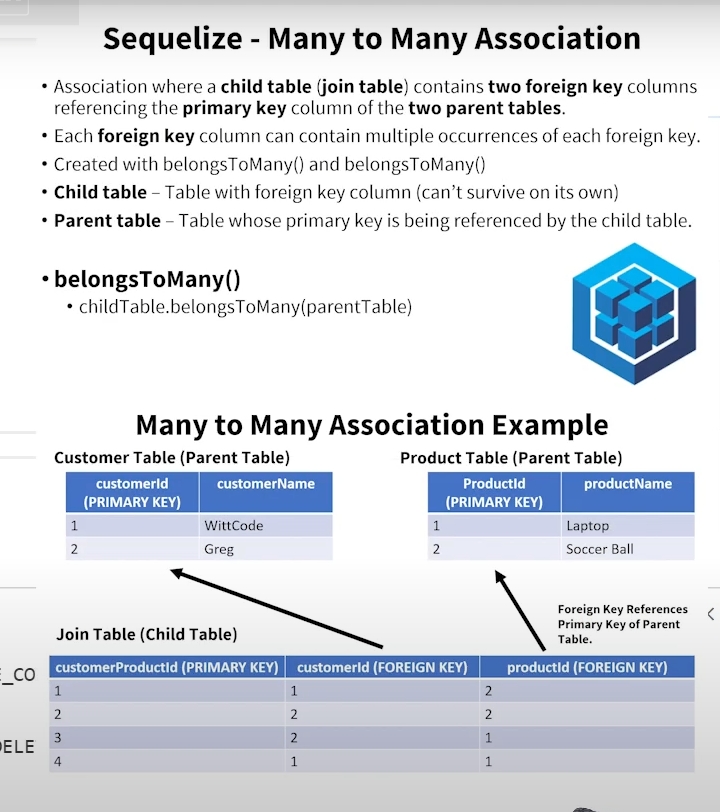 Sequelize - Many to Many Association
• Association where a child table (join table) contains two foreign key columns
referencing the primary key column of the two parent tables.
• Each foreign key column can contain multiple occurrences of each foreign key.
• Created with belongsToMany() and belongsToMany()
• Child table – Table with foreign key column (can't survive on its own)
• Parent table – Table whose primary key is being referenced by the child table.
• belongsToMany()
• childTable.belongsToMany(parentTable)
Many to Many Association Example
Customer Table (Parent Table)
customerId customerName
(PRIMARY KEY)
1 WittCode
2 Greg
Product Table (Parent Table)
ProductId productName
(PRIMARY KEY)
1 Laptop
2 Soccer Ball
Foreign Key References
Primary Key of Parent
Table.
Join Table (Child Table)
customerProductId (PRIMARY KEY) customerId (FOREIGN KEY) productId (FOREIGN KEY)
1 1 2
2 2 2
3 2 1
4 1 1
_CO
DELE